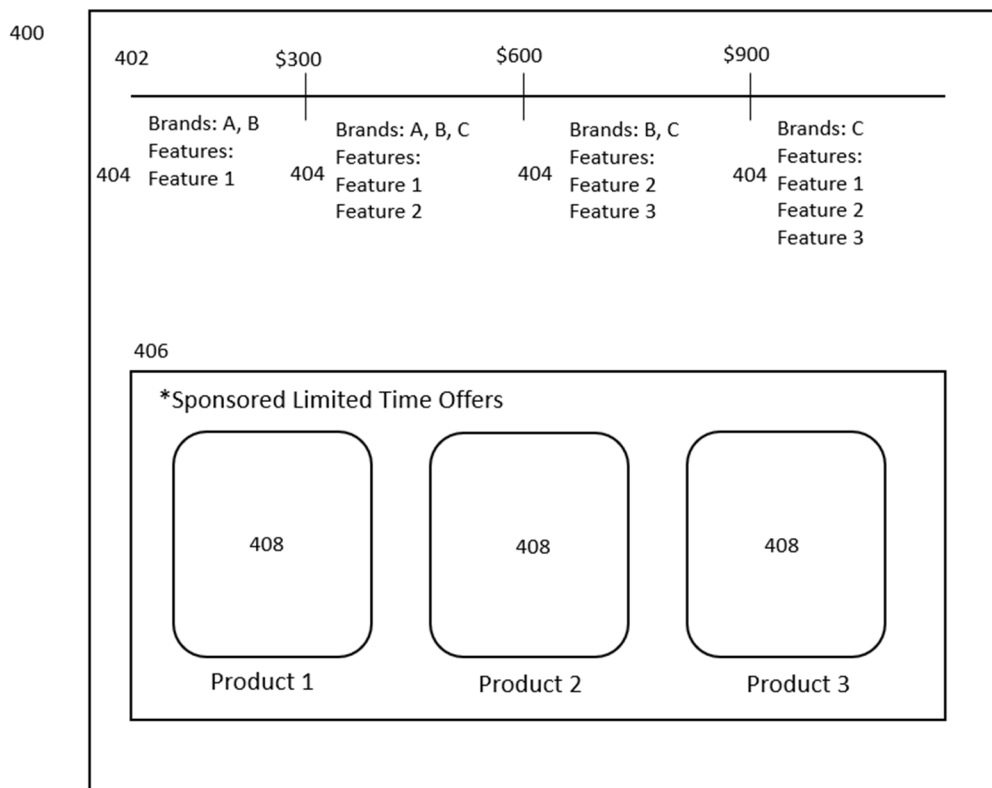 400
402
$300
$600
$900
404
Brands: A, B
Features:
Feature 1
404
Brands: A, B, C
Features:
Feature 1
Feature 2
404
Brands: B, C
Features:
Feature 2
Feature 3
404
Brands: C
Features:
Feature 1
Feature 2
Feature 3
406
*Sponsored Limited Time Offers
408
408
408
Product 1
Product 2
Product 3